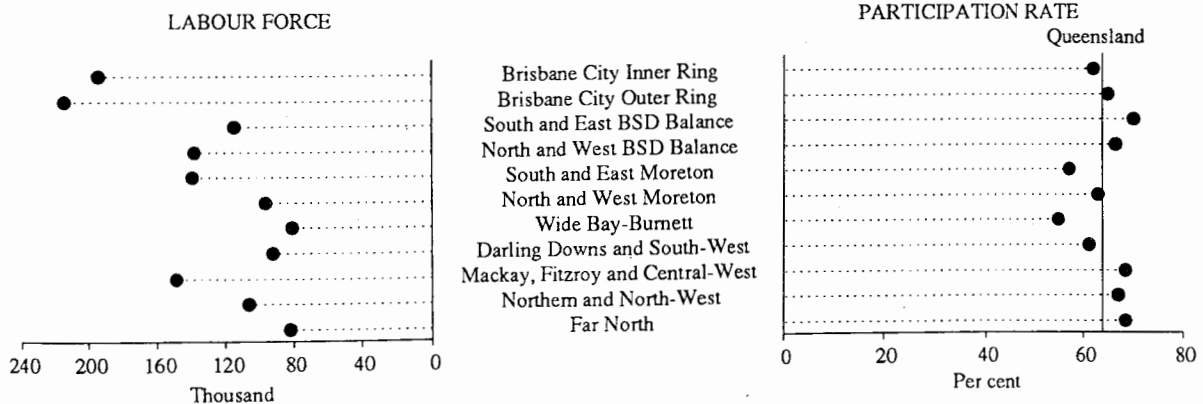 LABOUR FORCE
PARTICIPATION RATE
Queensland
Brisbane City Inner Ring
Brisbane City Outer Ring
South and East BSD Balance
North and West BSD Balance
South and East Moreton
North and West Moreton
Wide Bay-Burnett
Darling Downs and South-West
Mackay, Fitzroy and Central-West
Northern and North-West
Far North
240 200 160 120 80 40 0
Thousand
0 20 40 60 80
Per cent